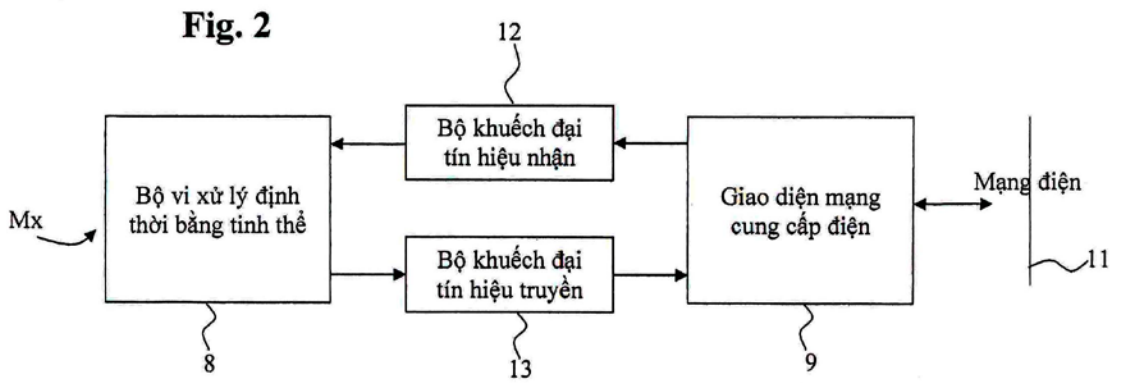 Fig. 2
12
Bộ khuếch đại
tín hiệu nhận
Bộ vi xử lý định
thời bằng tinh thể
Giao diện mạng
cung cấp điện
Mạng điện
Mx
Bộ khuếch đại
tín hiệu truyền
11
8
13
9